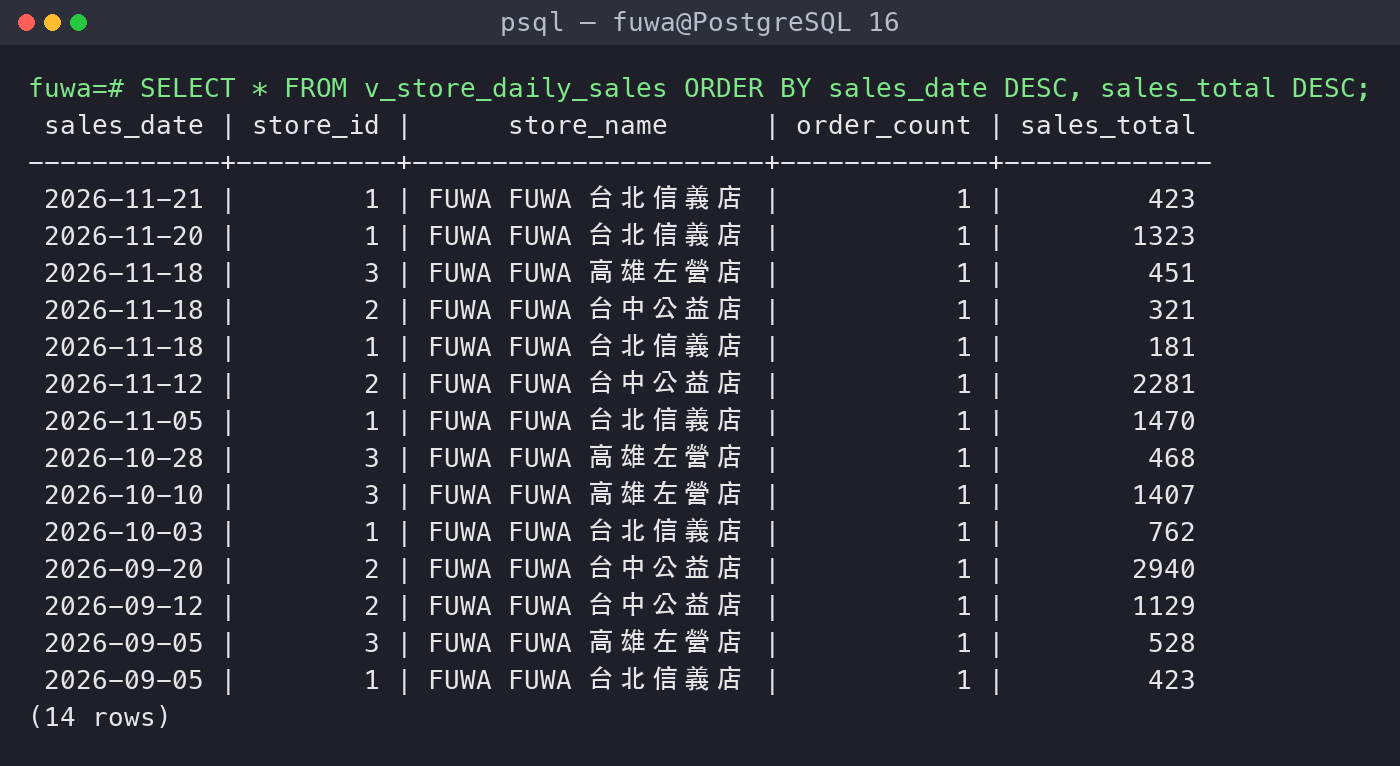 psql — fuwa@PostgreSQL 16
fuwa=# SELECT * FROM v_store_daily_sales ORDER BY sales_date DESC, sales_total DESC;
 sales_date | store_id |      store_name      | order_count | sales_total
------------+----------+----------------------+-------------+-------------
 2026-11-21 |        1 | FUWA FUWA 台北信義店 |           1 |         423
 2026-11-20 |        1 | FUWA FUWA 台北信義店 |           1 |        1323
 2026-11-18 |        3 | FUWA FUWA 高雄左營店 |           1 |         451
 2026-11-18 |        2 | FUWA FUWA 台中公益店 |           1 |         321
 2026-11-18 |        1 | FUWA FUWA 台北信義店 |           1 |         181
 2026-11-12 |        2 | FUWA FUWA 台中公益店 |           1 |        2281
 2026-11-05 |        1 | FUWA FUWA 台北信義店 |           1 |        1470
 2026-10-28 |        3 | FUWA FUWA 高雄左營店 |           1 |         468
 2026-10-10 |        3 | FUWA FUWA 高雄左營店 |           1 |        1407
 2026-10-03 |        1 | FUWA FUWA 台北信義店 |           1 |         762
 2026-09-20 |        2 | FUWA FUWA 台中公益店 |           1 |        2940
 2026-09-12 |        2 | FUWA FUWA 台中公益店 |           1 |        1129
 2026-09-05 |        3 | FUWA FUWA 高雄左營店 |           1 |         528
 2026-09-05 |        1 | FUWA FUWA 台北信義店 |           1 |         423
(14 rows)